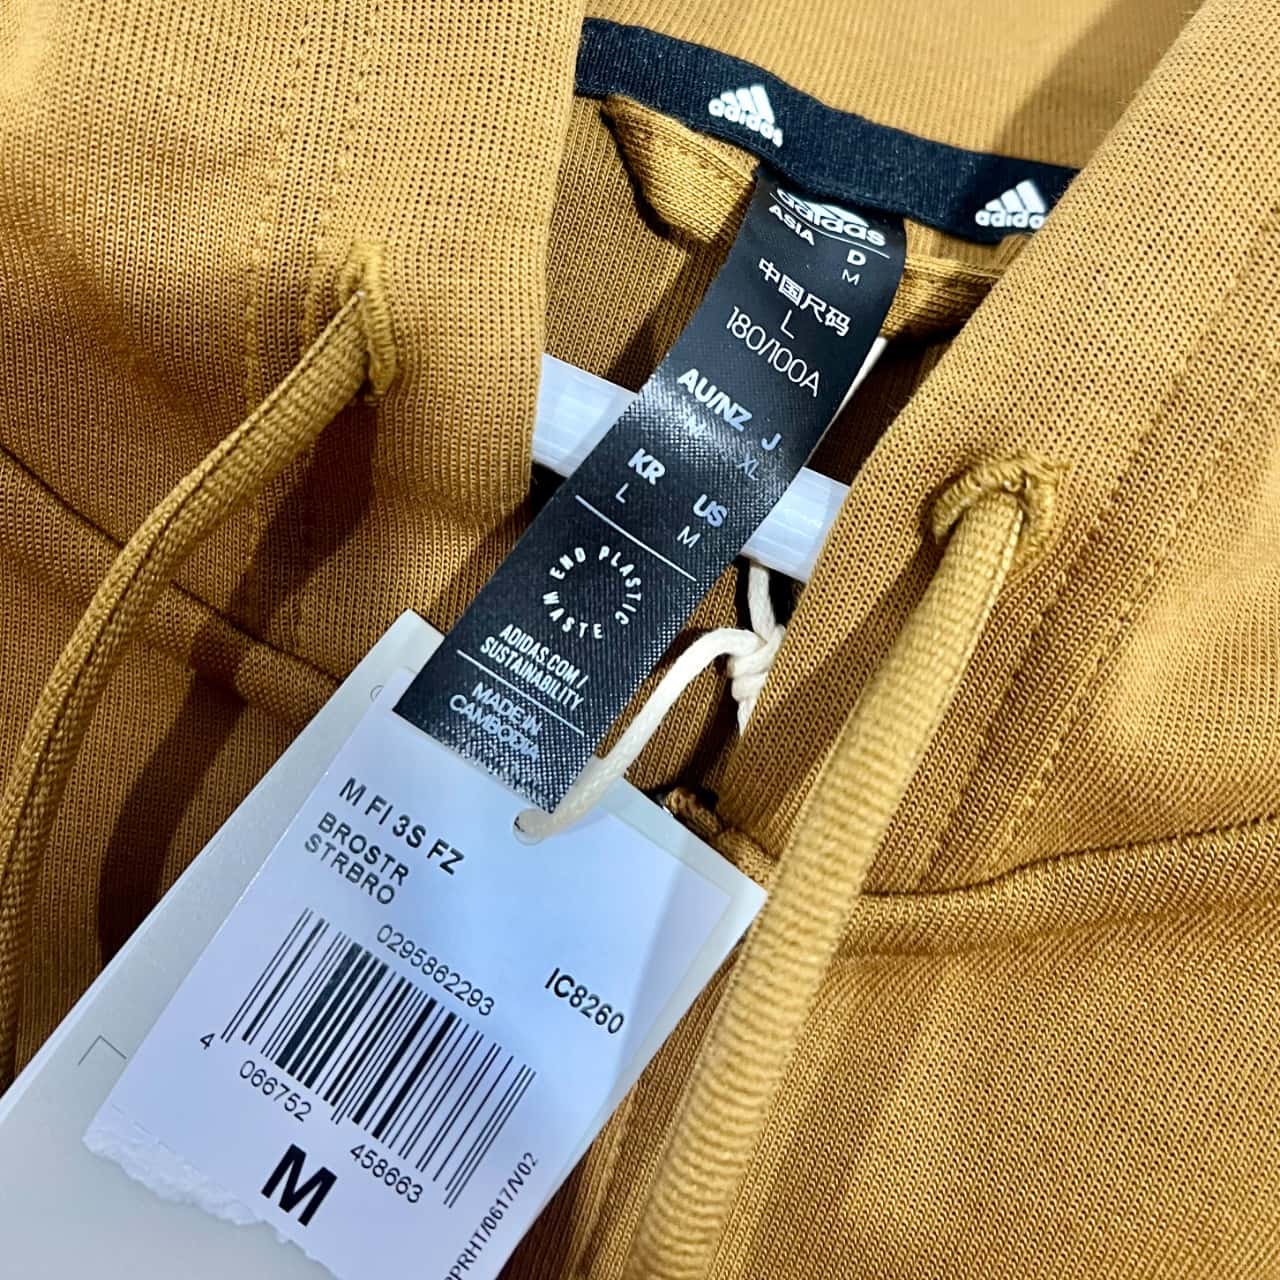 adidas
adidas
adidas
ASIA D
M
中国尺码
L
180/100A
AU/NZ J
M XL
KR US
L M
END PLASTIC WASTE
ADIDAS.COM/
SUSTAINABILITY
MADE IN
CAMBODIA
M FI 3S FZ
BROSTR
STRBRO
0295862293
IC8260
4 066752 458663
M